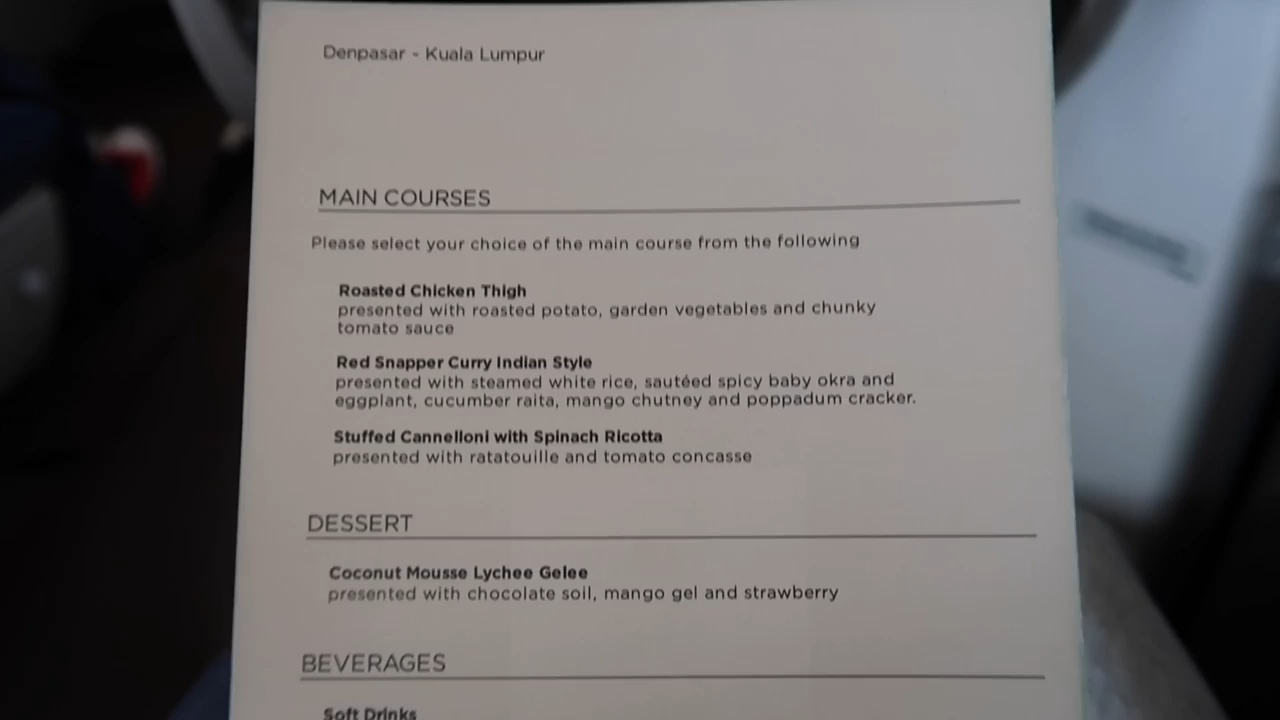 Denpasar - Kuala Lumpur
MAIN COURSES
Please select your choice of the main course from the following
Roasted Chicken Thigh
presented with roasted potato, garden vegetables and chunky
tomato sauce
Red Snapper Curry Indian Style
presented with steamed white rice, sautéed spicy baby okra and
eggplant, cucumber raita, mango chutney and poppadum cracker.
Stuffed Cannelloni with Spinach Ricotta
presented with ratatouille and tomato concasse
DESSERT
Coconut Mousse Lychee Gelee
presented with chocolate soil, mango gel and strawberry
BEVERAGES
Soft Drinks